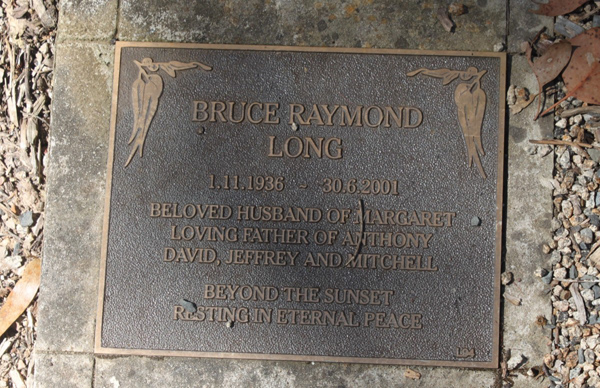 BRUCE RAYMOND
LONG
1.11.1936 - 30.6.2001
BELOVED HUSBAND OF MARGARET
LOVING FATHER OF ANTHONY
DAVID, JEFFREY AND MITCHELL
BEYOND THE SUNSET
RESTING IN ETERNAL PEACE